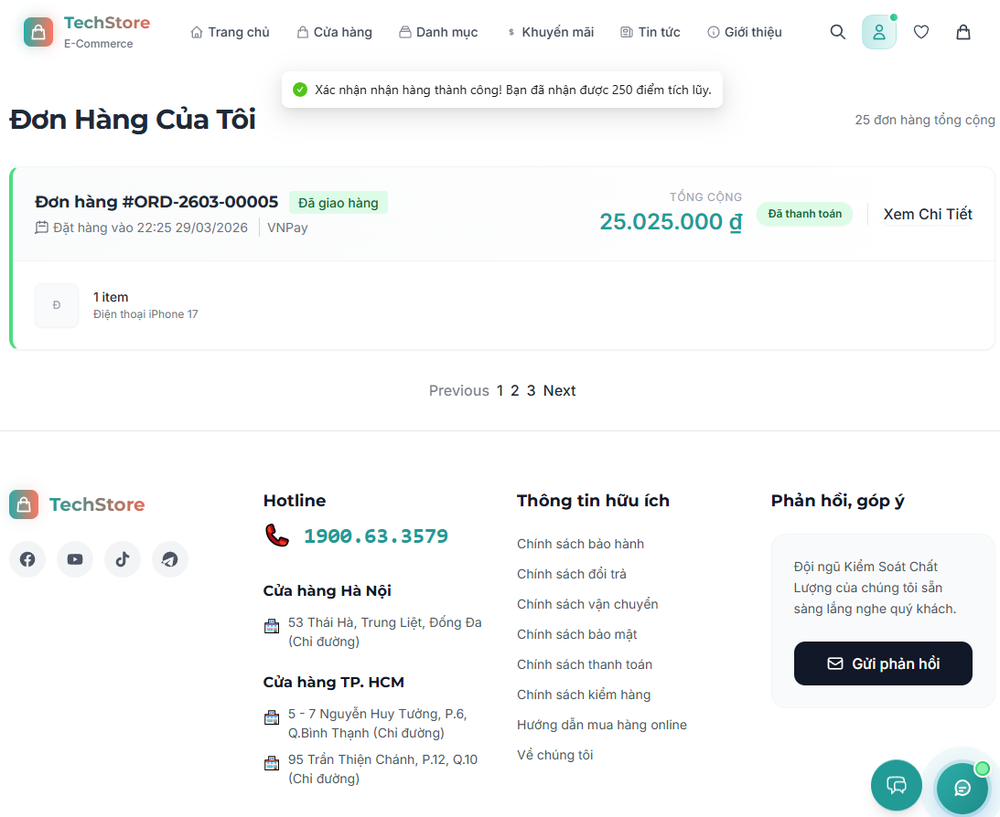 TechStore
E-Commerce
Trang chủ
Cửa hàng
Danh mục
Khuyến mãi
Tin tức
Giới thiệu
Xác nhận nhận hàng thành công! Bạn đã nhận được 250 điểm tích lũy.
Đơn Hàng Của Tôi
25 đơn hàng tổng cộng
Đơn hàng #ORD-2603-00005
Đã giao hàng
Đặt hàng vào 22:25 29/03/2026
VNPay
TỔNG CỘNG
25.025.000 ₫
Đã thanh toán
Xem Chi Tiết
Đ
1 item
Điện thoại iPhone 17
Previous 1 2 3 Next
TechStore
Hotline
1900.63.3579
Cửa hàng Hà Nội
53 Thái Hà, Trung Liệt, Đống Đa
(Chỉ đường)
Cửa hàng TP. HCM
5 - 7 Nguyễn Huy Tưởng, P.6,
Q.Bình Thạnh (Chỉ đường)
95 Trần Thiện Chánh, P.12, Q.10
(Chỉ đường)
Thông tin hữu ích
Chính sách bảo hành
Chính sách đổi trả
Chính sách vận chuyển
Chính sách bảo mật
Chính sách thanh toán
Chính sách kiểm hàng
Hướng dẫn mua hàng online
Về chúng tôi
Phản hồi, góp ý
Đội ngũ Kiểm Soát Chất
Lượng của chúng tôi sẵn
sàng lắng nghe quý khách.
Gửi phản hồi